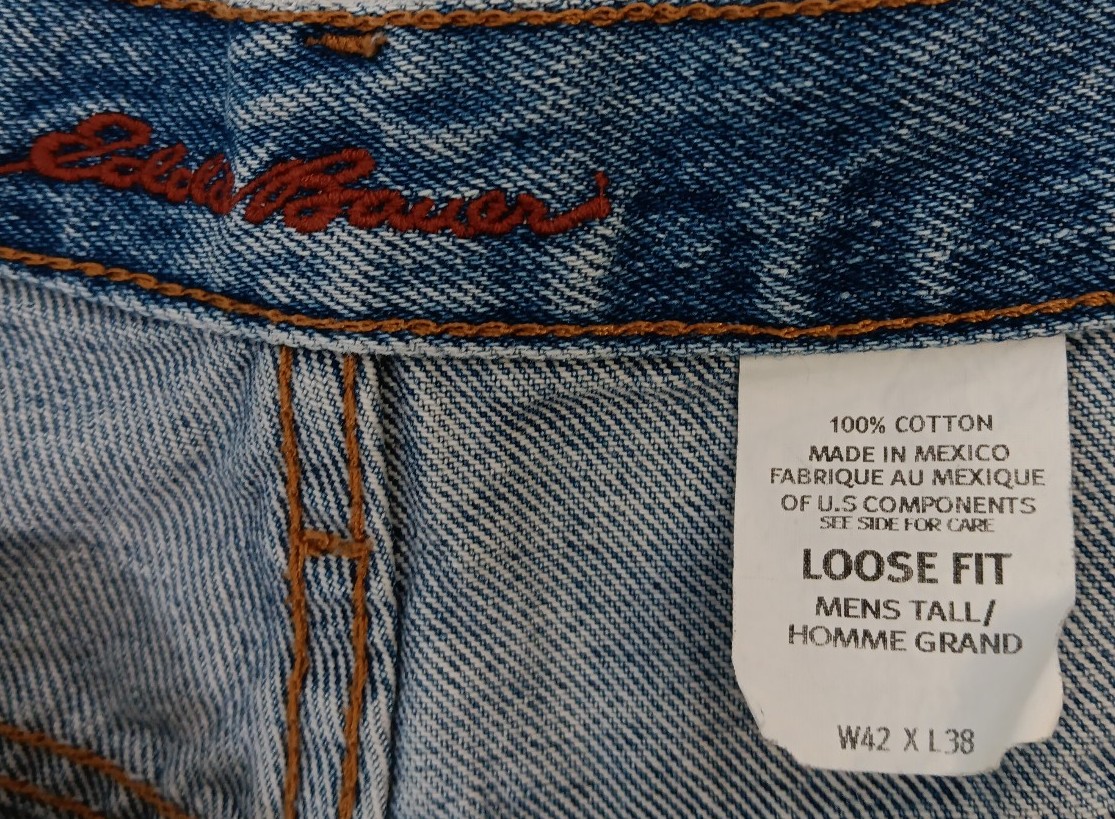 Eddie Bauer
100% COTTON
MADE IN MEXICO
FABRIQUE AU MEXIQUE
OF U.S COMPONENTS
SEE SIDE FOR CARE
LOOSE FIT
MENS TALL/
HOMME GRAND
W42 X L38